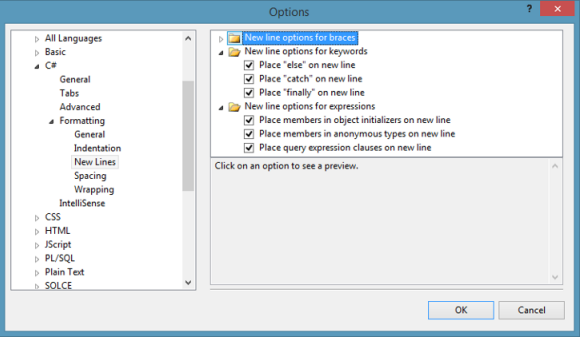 Options
?
All Languages
Basic
C#
General
Tabs
Advanced
Formatting
General
Indentation
New Lines
Spacing
Wrapping
IntelliSense
CSS
HTML
JScript
PL/SQL
Plain Text
SOLCE
New line options for braces
New line options for keywords
Place "else" on new line
Place "catch" on new line
Place "finally" on new line
New line options for expressions
Place members in object initializers on new line
Place members in anonymous types on new line
Place query expression clauses on new line
Click on an option to see a preview.
OK
Cancel